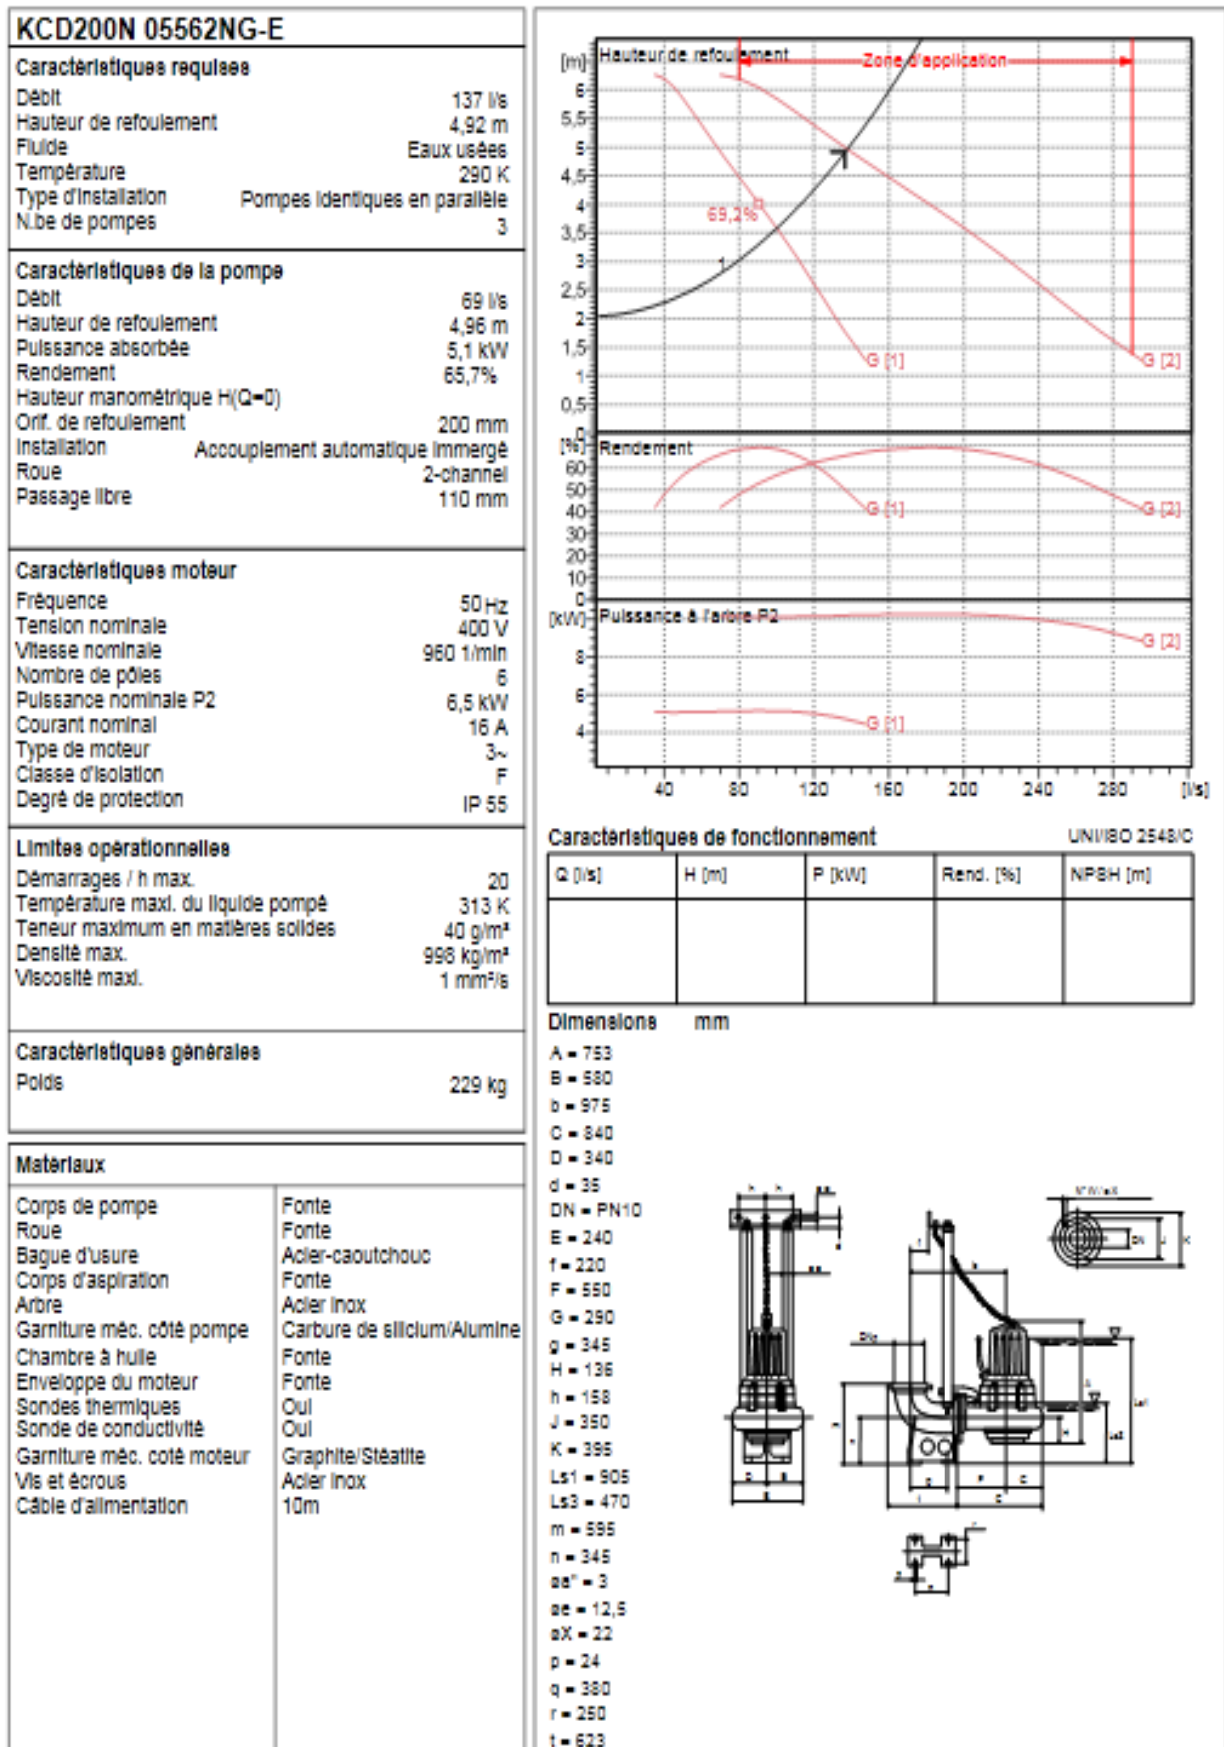 KCD200N 05562NG-E
Caractéristiques requises
Débit 137 l/s
Hauteur de refoulement 4,92 m
Fluide Eaux usées
Température 290 K
Type d'installation Pompes identiques en parallèle
N.be de pompes 3
Caractéristiques de la pompe
Débit 69 l/s
Hauteur de refoulement 4,96 m
Puissance absorbée 5,1 kW
Rendement 65,7%
Hauteur manométrique H(Q=0)
Orif. de refoulement 200 mm
Installation Accouplement automatique immergé
Roue 2-channel
Passage libre 110 mm
Caractéristiques moteur
Fréquence 50 Hz
Tension nominale 400 V
Vitesse nominale 960 1/min
Nombre de pôles 6
Puissance nominale P2 6,5 kW
Courant nominal 16 A
Type de moteur 3~
Classe d'isolation F
Degré de protection IP 55
Limites opérationnelles
Démarrages / h max. 20
Température maxi. du liquide pompé 313 K
Teneur maximum en matières solides 40 g/m³
Densité max. 998 kg/m³
Viscosité maxi. 1 mm²/s
Caractéristiques générales
Poids 229 kg
Matériaux
Corps de pompe Fonte
Roue Fonte
Bague d'usure Acier-caoutchouc
Corps d'aspiration Fonte
Arbre Acier inox
Garniture méc. côté pompe Carbure de silicium/Alumine
Chambre à huile Fonte
Enveloppe du moteur Fonte
Sondes thermiques Oui
Sonde de conductivité Oui
Garniture méc. coté moteur Graphite/Stéatite
Vis et écrous Acier inox
Câble d'alimentation 10m
[m] Hauteur de refoulement Zone d'application
6
5,5
5
4,5
4
69,2%
3,5
3
1
2,5
2
1,5
G [1] G [2]
1
0,5
0
[%] Rendement
60
50
40
G [1] G [2]
30
20
10
0
[kW] Puissance à l'arbre P2
G [2]
8
6
4
G [1]
40 80 120 160 200 240 280 [l/s]
Caractéristiques de fonctionnement UNI/ISO 2548/C
Q [l/s] H [m] P [kW] Rend. [%] NPSH [m]
Dimensions mm
A = 753
B = 580
b = 975
C = 840
D = 340
d = 35
DN = PN10
E = 240
f = 220
F = 550
G = 290
g = 345
H = 136
h = 158
J = 350
K = 395
Ls1 = 905
Ls3 = 470
m = 595
n = 345
øa" = 3
øe = 12,5
øX = 22
p = 24
q = 380
r = 250
t = 623